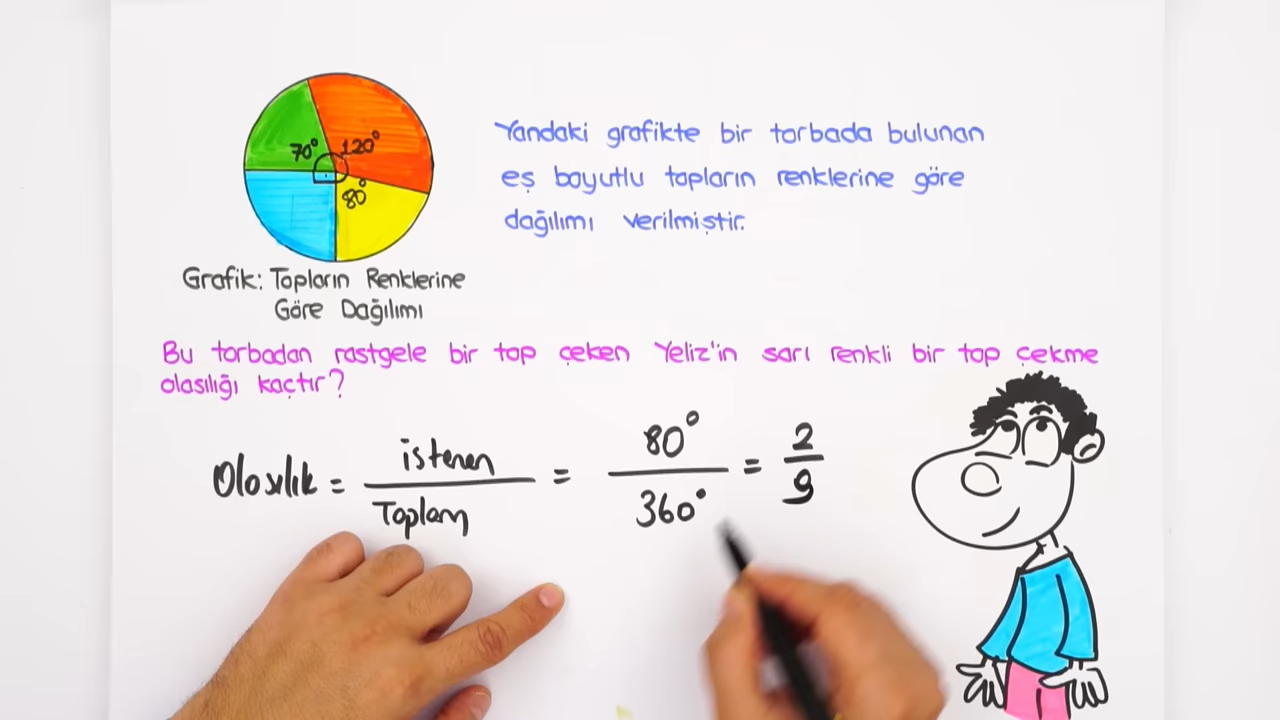 70°
120°
80°
Yandaki grafikte bir torbada bulunan
eş boyutlu topların renklerine göre
dağılımı verilmiştir.
Grafik: Topların Renklerine
Göre Dağılımı
Bu torbadan rastgele bir top çeken Yeliz'in sarı renkli bir top çekme
olasılığı kaçtır?
Olasılık = istenen / Toplam = 80° / 360° = 2 / 9